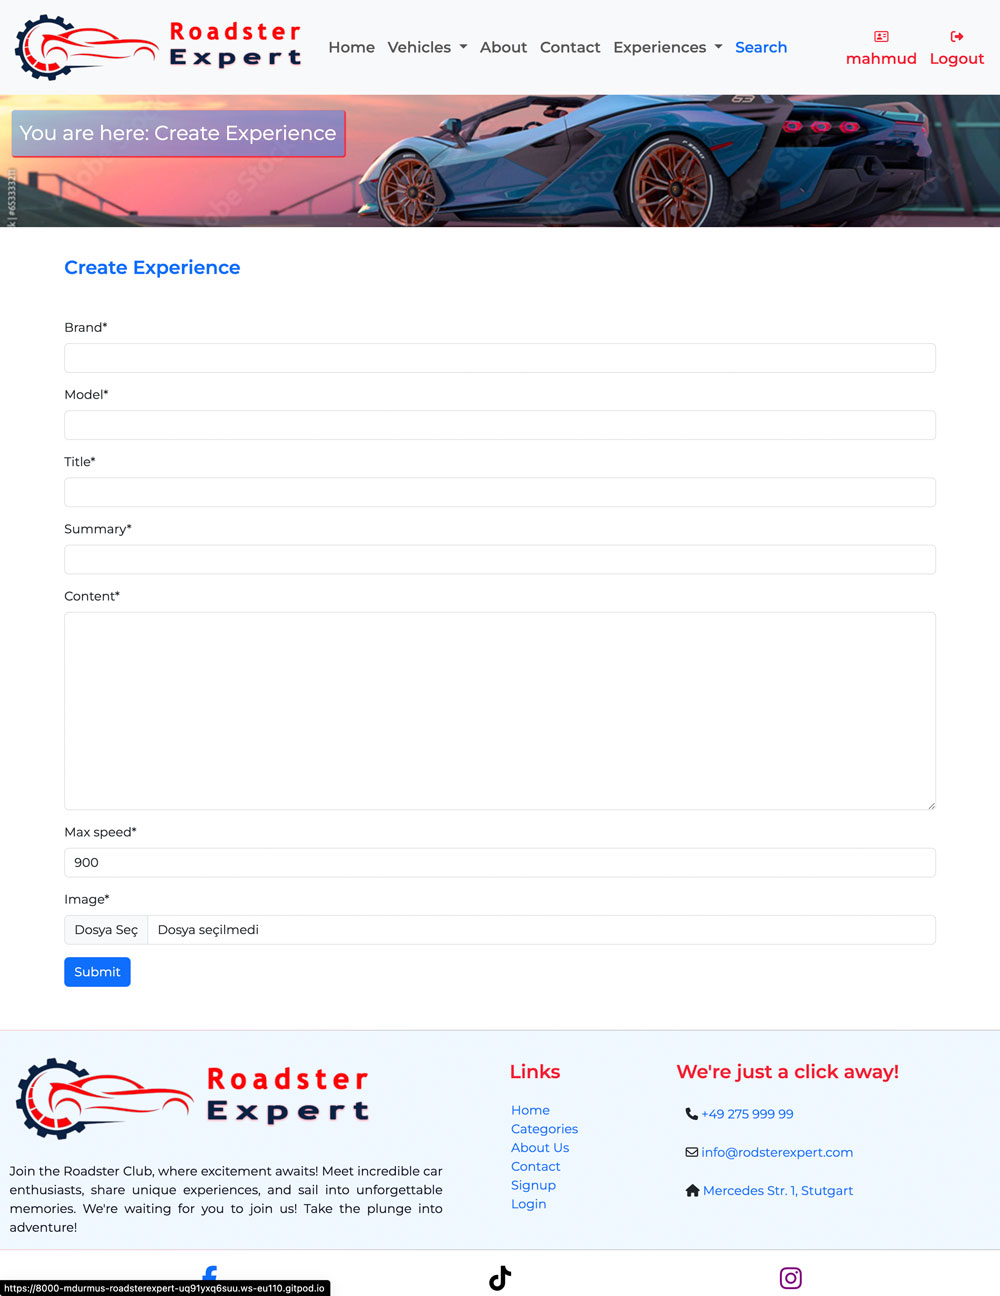 Roadster
Expert
Home Vehicles About Contact Experiences Search
mahmud Logout
You are here: Create Experience
63
Adobe Stock
Create Experience
Brand*
Model*
Title*
Summary*
Content*
Max speed*
900
Image*
Dosya Seç Dosya seçilmedi
Submit
Roadster
Expert
Join the Roadster Club, where excitement awaits! Meet incredible car
enthusiasts, share unique experiences, and sail into unforgettable
memories. We're waiting for you to join us! Take the plunge into
adventure!
Links
Home
Categories
About Us
Contact
Signup
Login
We're just a click away!
+49 275 999 99
info@rodsterexpert.com
Mercedes Str. 1, Stutgart
https://8000-mdurmus-roadsterexpert-uq91yxq6suu.ws-eu110.gitpod.io